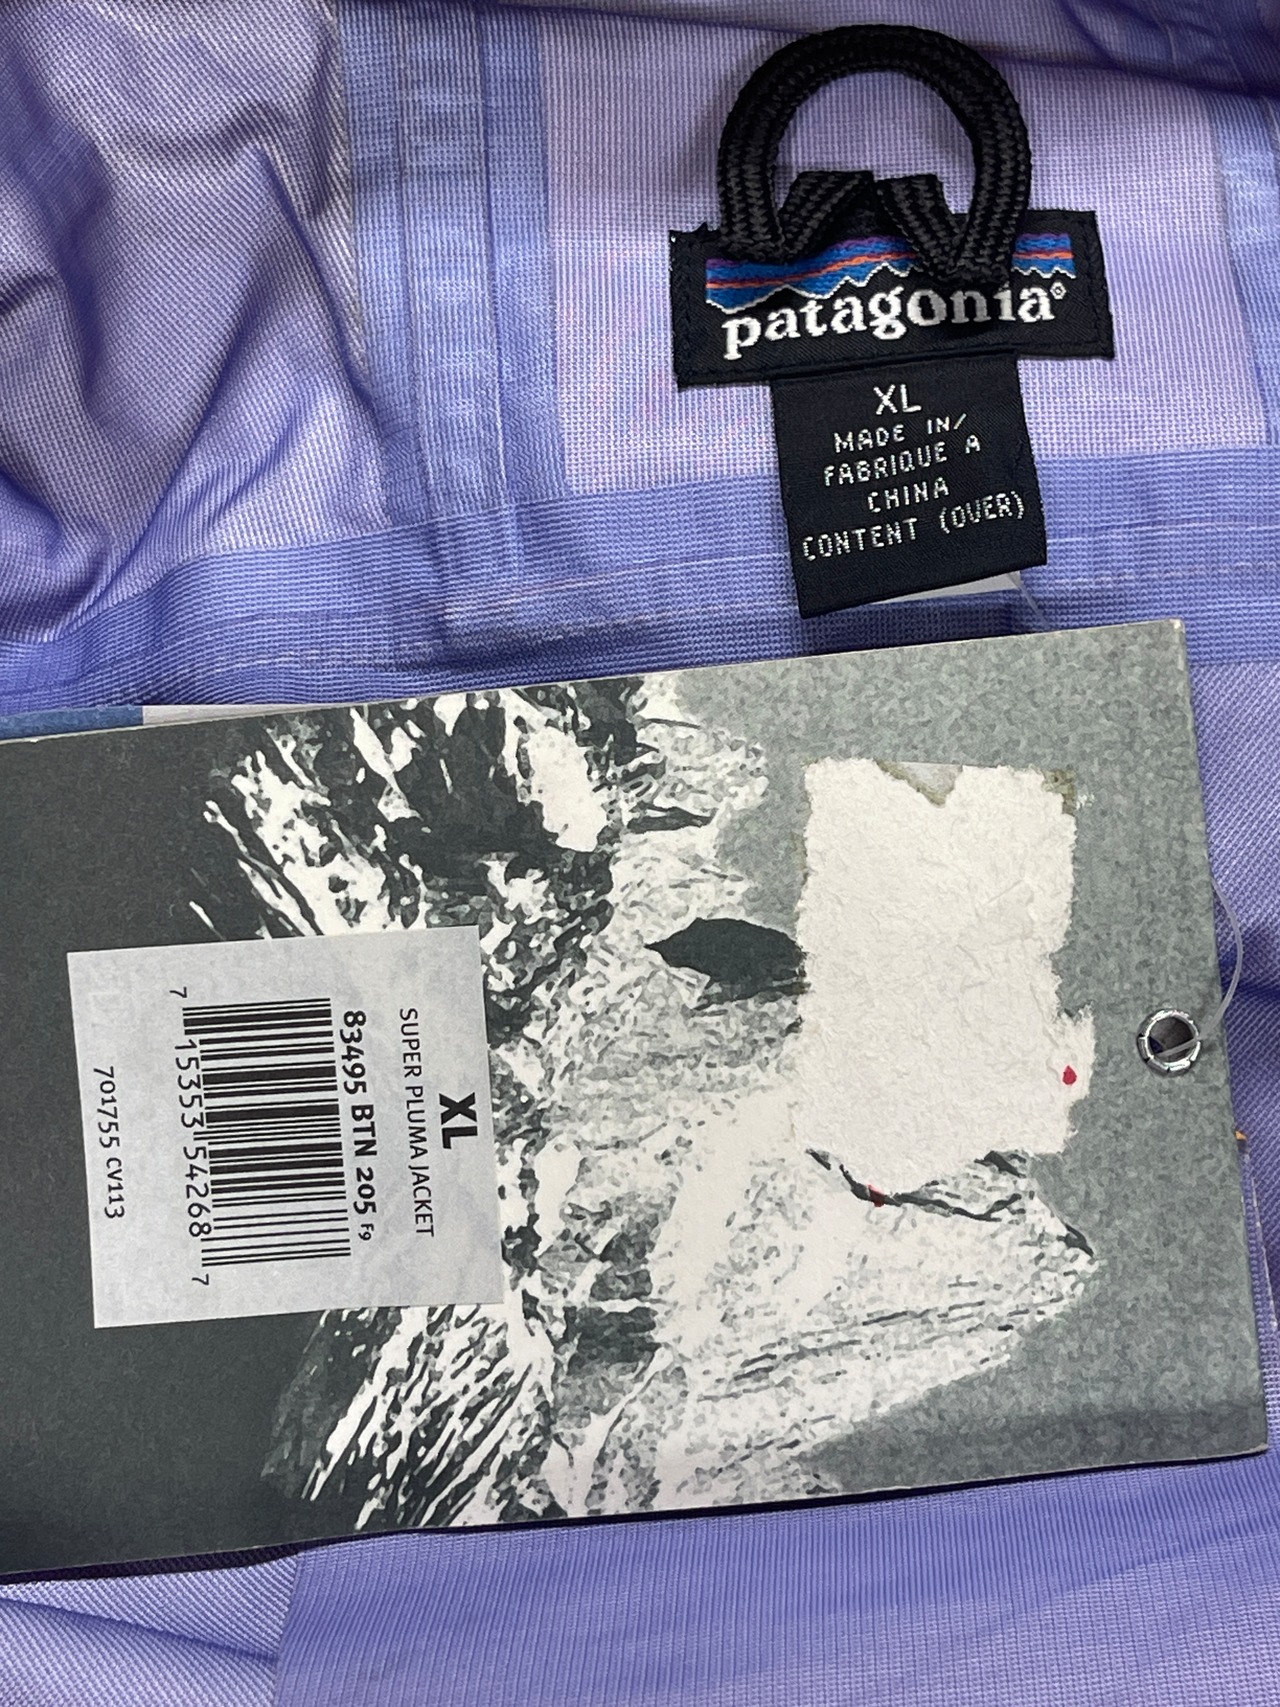 patagonia®
XL
MADE IN/
FABRIQUE A
CHINA
CONTENT (OVER)
XL
SUPER PLUMA JACKET
83495 BTN 205 F9
7 15353 54268 7
701755 CV113